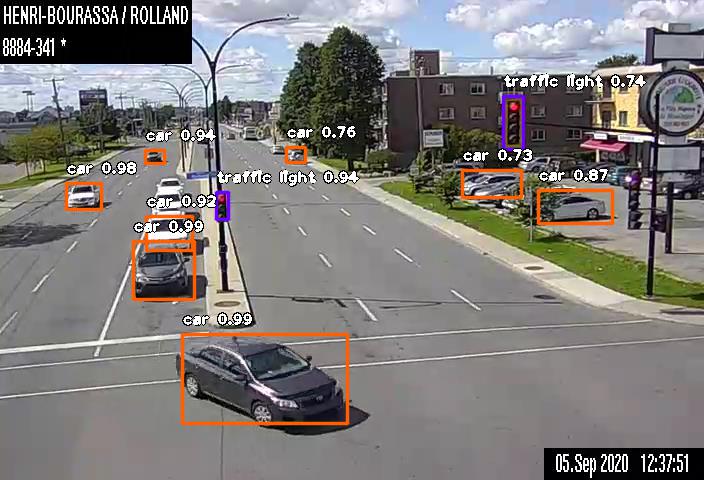 HENRI-BOURASSA / ROLLAND
8884-341 *
traffic light 0.74
car 0.94
car 0.76
car 0.73
car 0.98
traffic light 0.94
car 0.87
car 0.92
car 0.99
car 0.99
05.Sep 2020 12:37:51